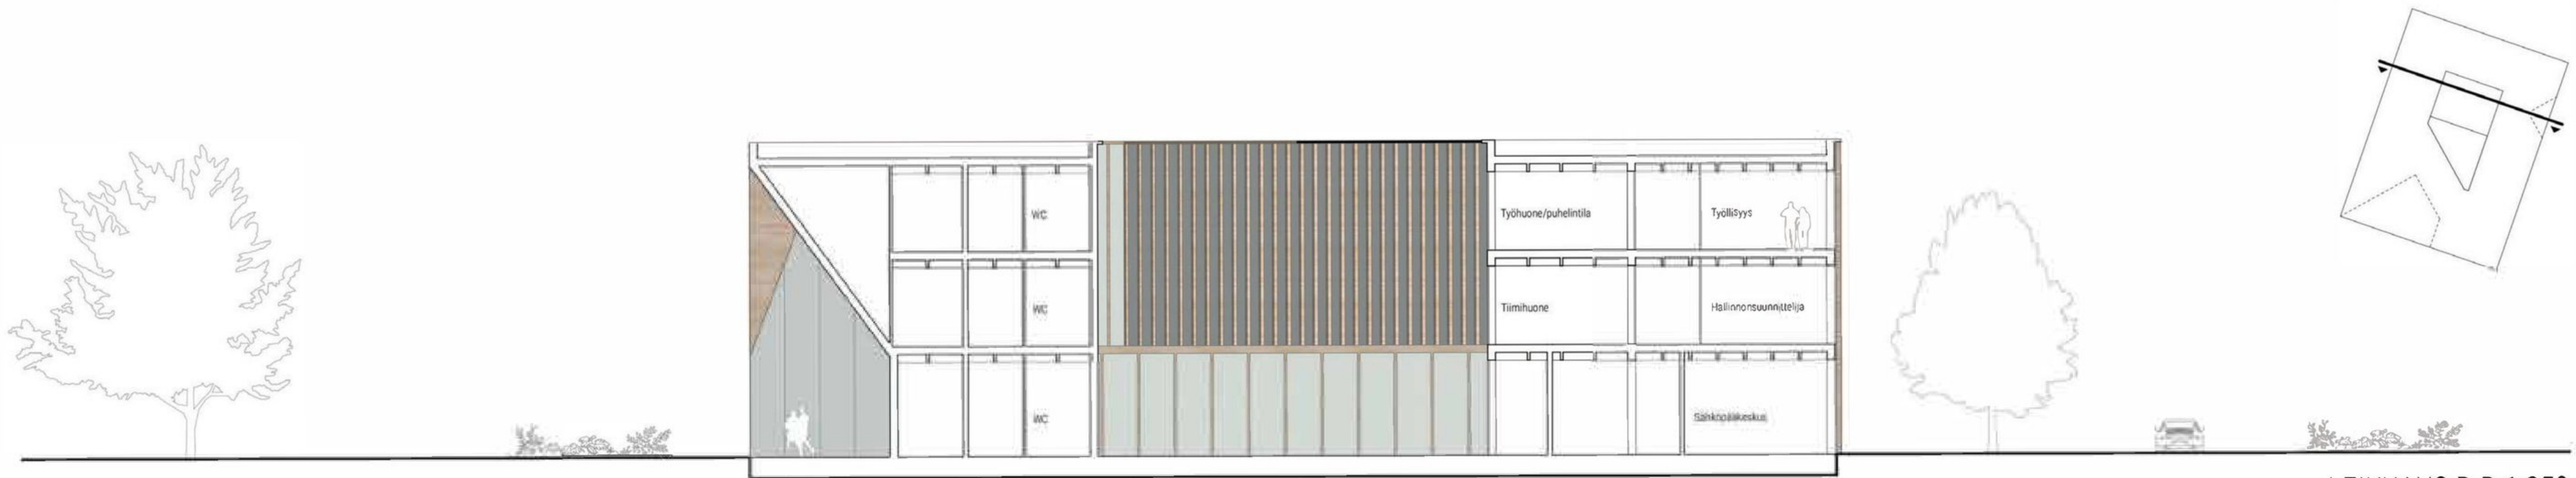 WC
Työhuone/puhelintila
Työllisyys
WC
Tiimihuone
Hallinnonsuunnittelija
WC
Sähköpääkeskus